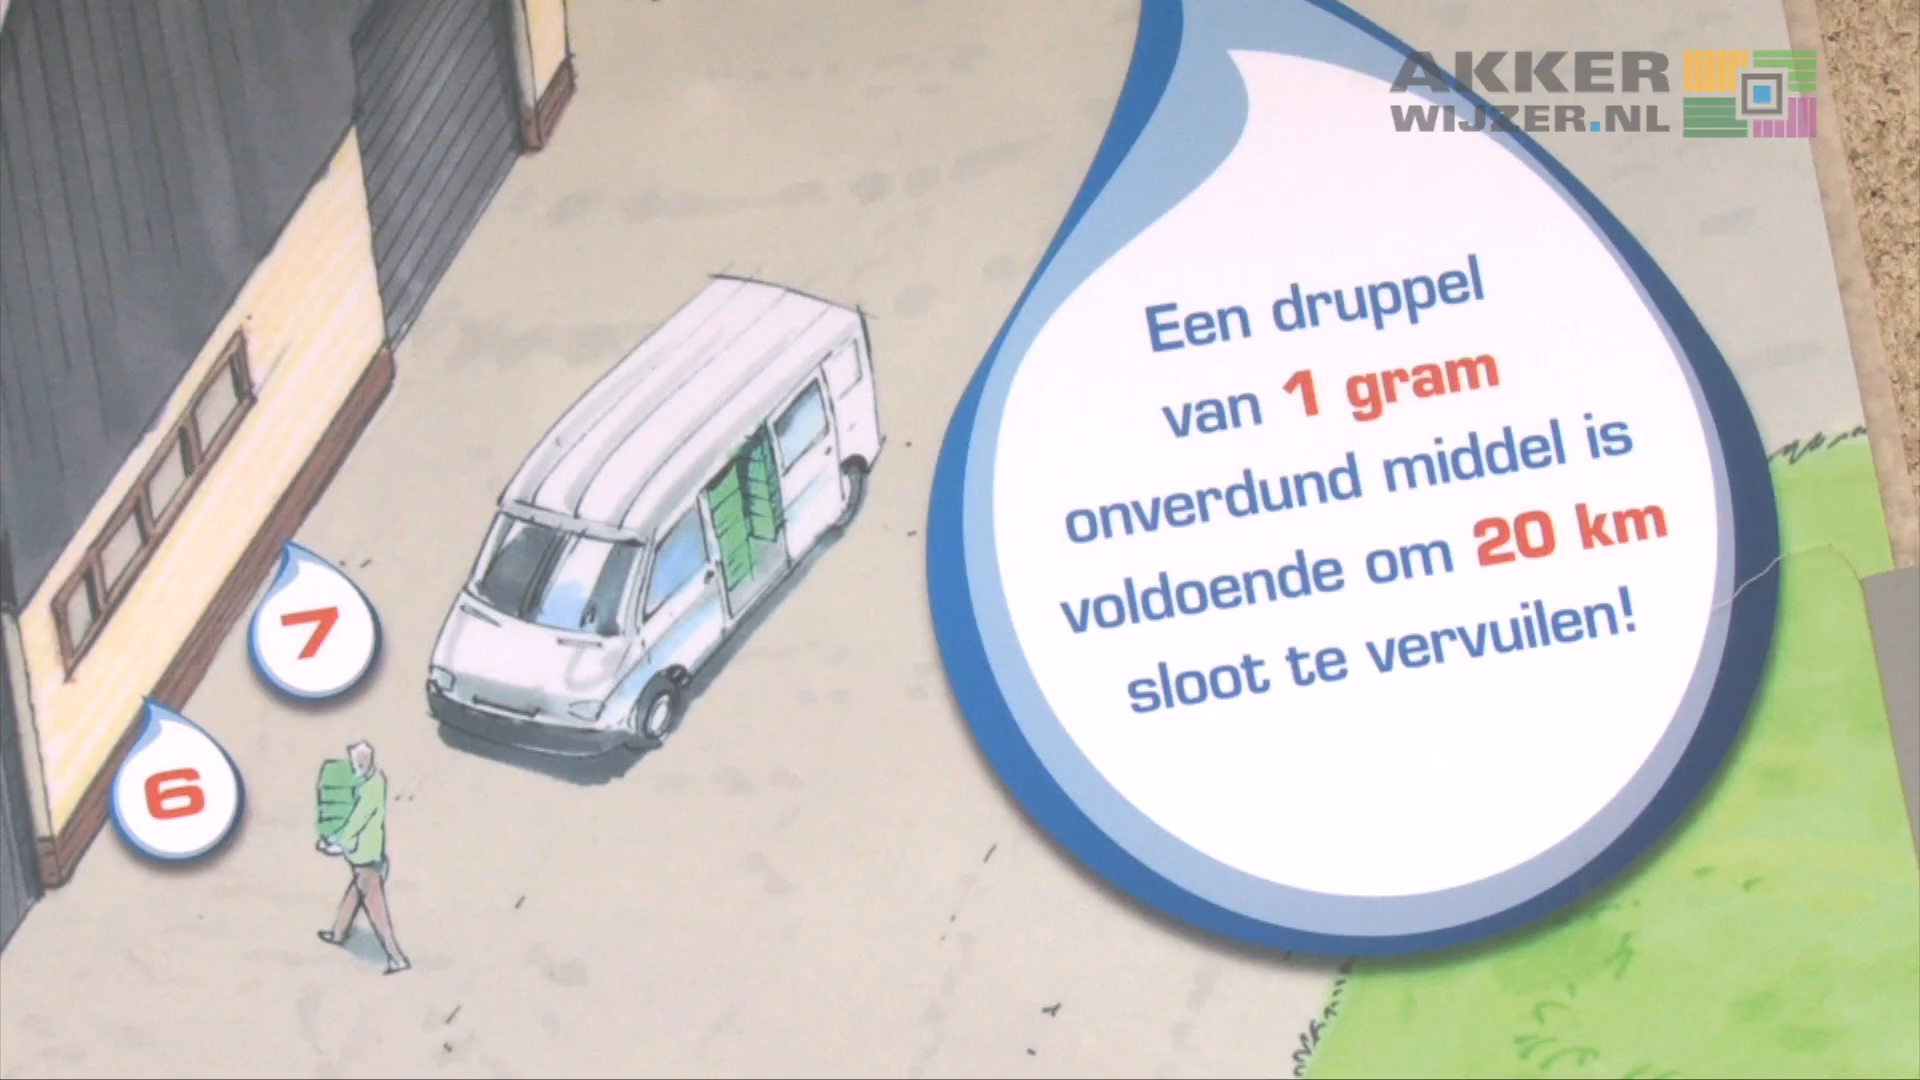 AKKER
WIJZER.NL
Een druppel
van 1 gram
onverdund middel is
voldoende om 20 km
sloot te vervuilen!
7
6